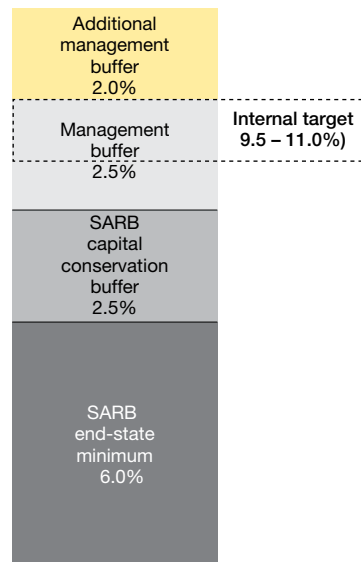 Additional
management
buffer
2.0%
Internal target
9.5 – 11.0%)
Management
buffer
2.5%
SARB
capital
conservation
buffer
2.5%
SARB
end-state
minimum
6.0%